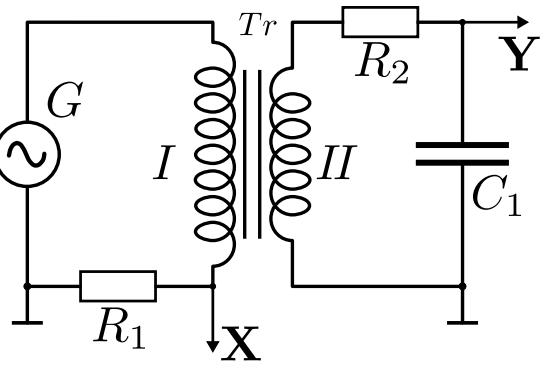 Tr
R₂
Y
G
I
II
C₁
R₁
X